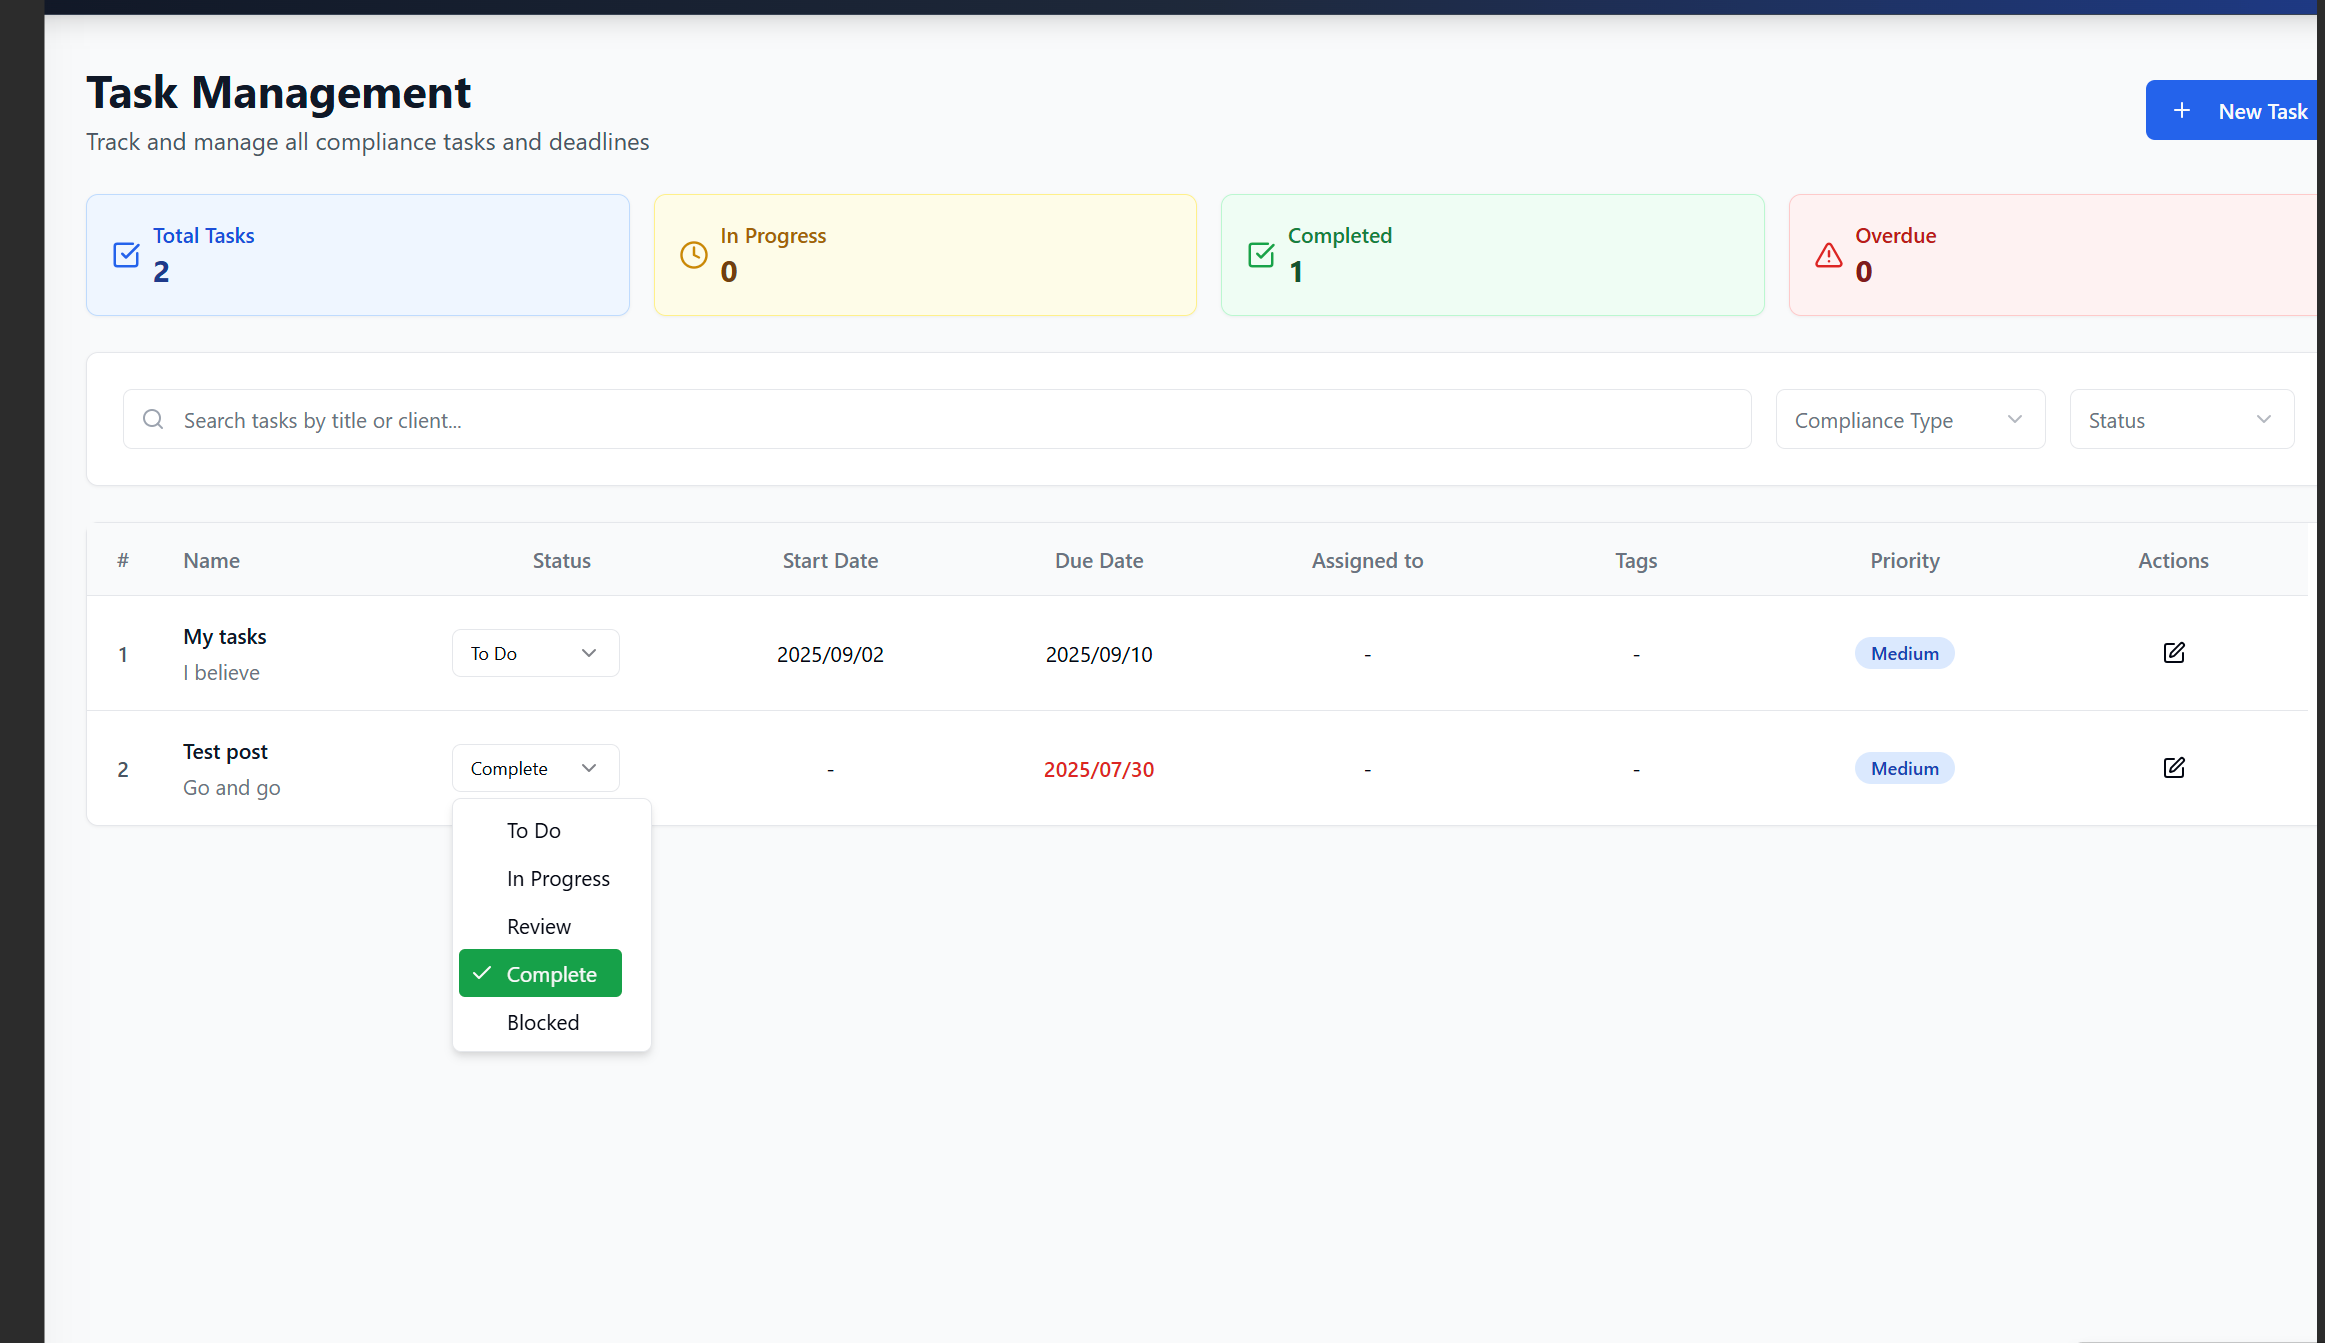 Task Management
Track and manage all compliance tasks and deadlines
+ New Task
Total Tasks
2
In Progress
0
Completed
1
Overdue
0
Search tasks by title or client...
Compliance Type
Status
# Name Status Start Date Due Date Assigned to Tags Priority Actions
1 My tasks To Do 2025/09/02 2025/09/10 - - Medium
I believe
2 Test post Complete - 2025/07/30 - - Medium
Go and go
To Do
In Progress
Review
Complete
Blocked